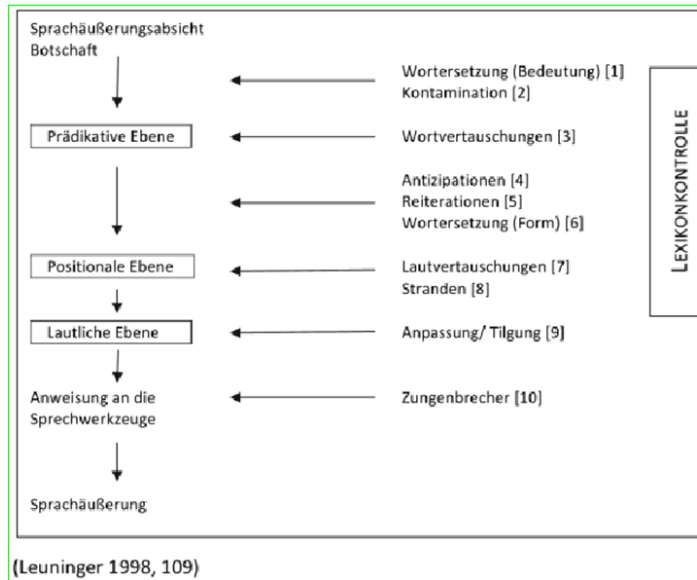 Sprachäußerungsabsicht
Botschaft
Wortersetzung (Bedeutung) [1]
Kontamination [2]
Prädikative Ebene
Wortvertauschungen [3]
Antizipationen [4]
Reiterationen [5]
Wortersetzung (Form) [6]
Positionale Ebene
Lautvertauschungen [7]
Stranden [8]
Lautliche Ebene
Anpassung/ Tilgung [9]
Anweisung an die
Sprechwerkzeuge
Zungenbrecher [10]
Sprachäußerung
LEXIKONKONTROLLE
(Leuninger 1998, 109)